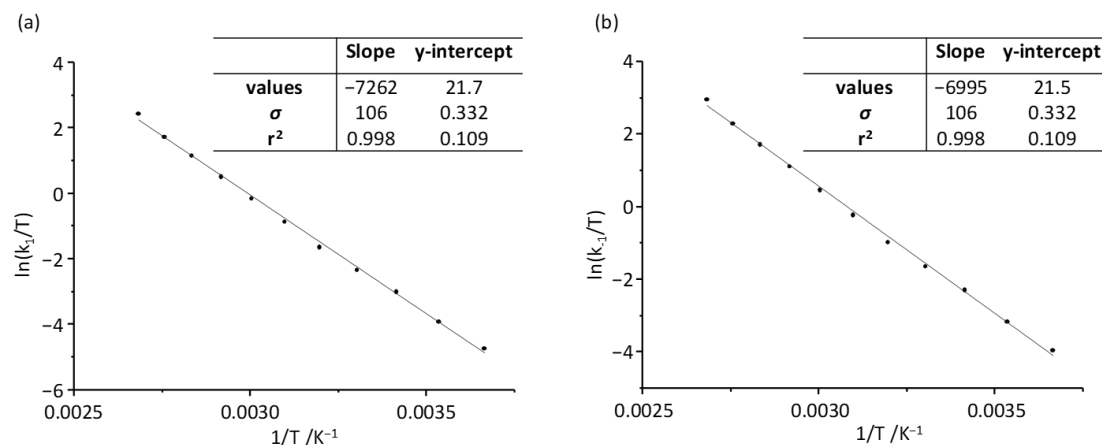 (a)
Slope y-intercept
values −7262 21.7
σ 106 0.332
r² 0.998 0.109
ln(k₁/T)
4
2
0
−2
−4
−6
0.0025 0.0030 0.0035
1/T /K⁻¹
(b)
Slope y-intercept
values −6995 21.5
σ 106 0.332
r² 0.998 0.109
ln(k₋₁/T)
4
2
0
−2
−4
0.0025 0.0030 0.0035
1/T /K⁻¹